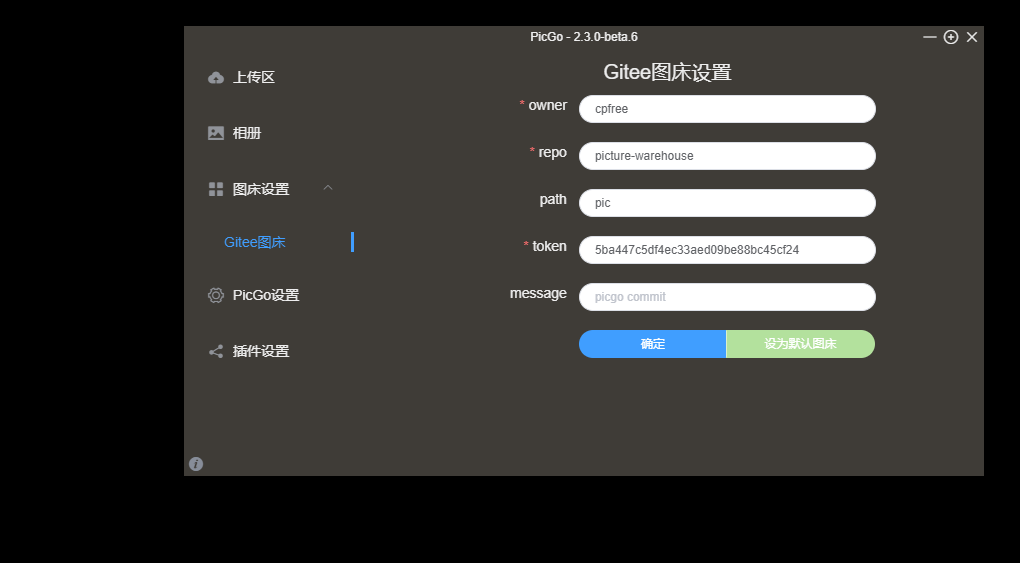 PicGo - 2.3.0-beta.6
上传区
相册
图床设置
Gitee图床
PicGo设置
插件设置
Gitee图床设置
* owner cpfree
* repo picture-warehouse
path pic
* token 5ba447c5df4ec33aed09be88bc45cf24
message picgo commit
确定 设为默认图床